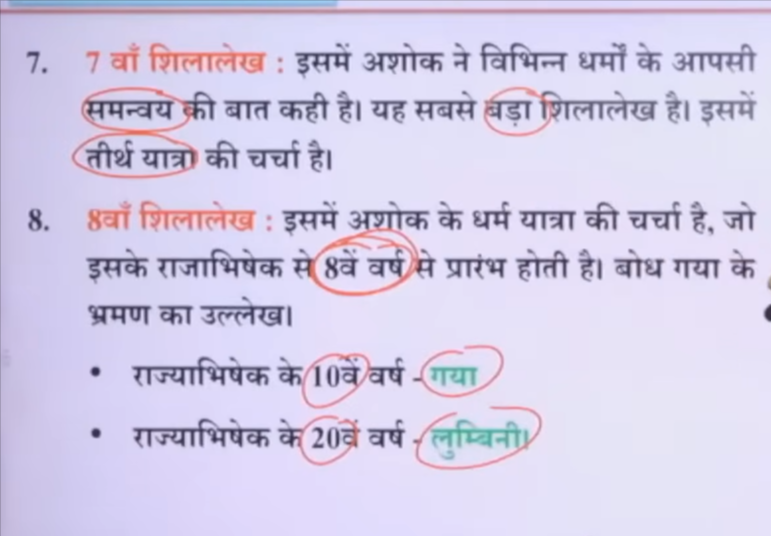 7. 7 वाँ शिलालेख : इसमें अशोक ने विभिन्न धर्मों के आपसी
समन्वय की बात कही है। यह सबसे बड़ा शिलालेख है। इसमें
तीर्थ यात्रा की चर्चा है।
8. 8वाँ शिलालेख : इसमें अशोक के धर्म यात्रा की चर्चा है, जो
इसके राजाभिषेक से 8वें वर्ष से प्रारंभ होती है। बोध गया के
भ्रमण का उल्लेख।
• राज्याभिषेक के 10वें वर्ष - गया
• राज्याभिषेक के 20वें वर्ष - लुम्बिनी।